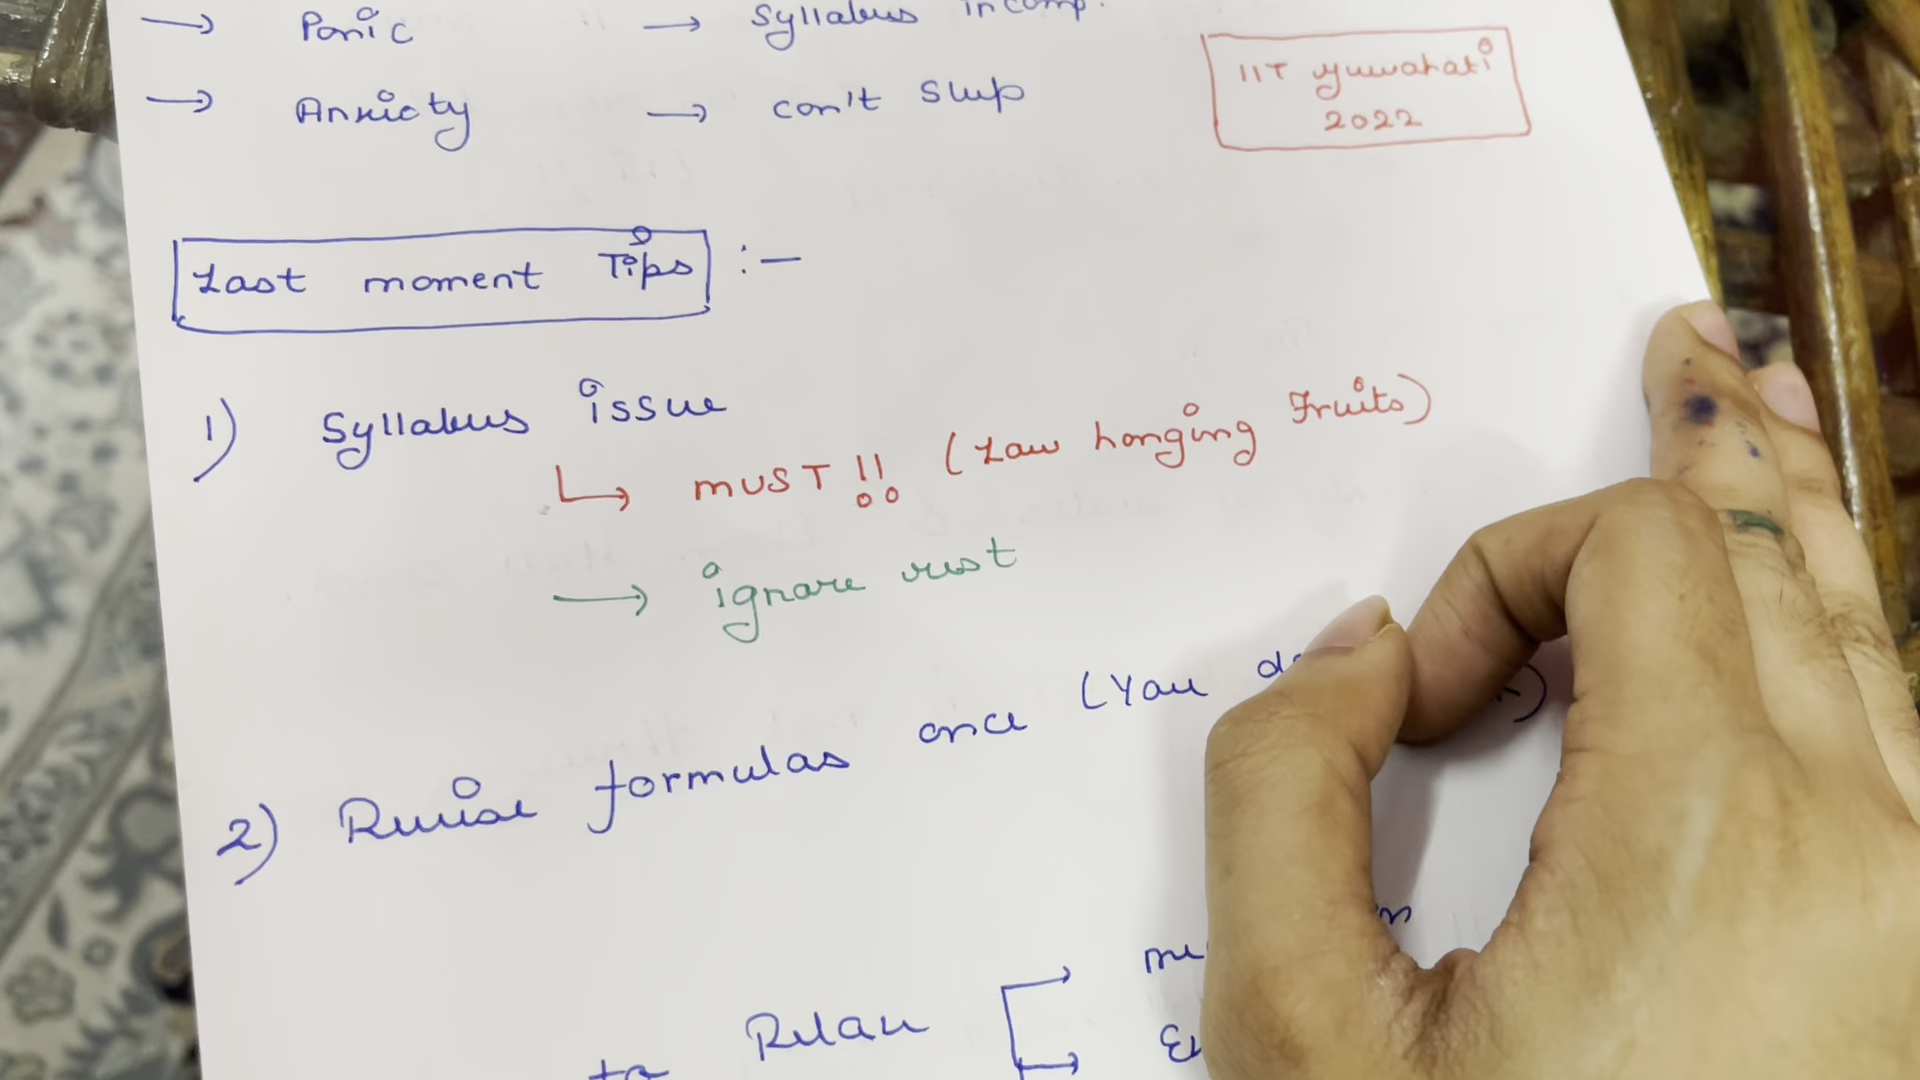 → Panic → Syllabus incomp.
→ Anxiety → can't sleep
IIT Guwahati
2022
Last moment Tips :-
1) Syllabus issue
↳ MUST !! (Low hanging Fruits)
→ ignore rest
2) Revise formulas once (You
to Relax